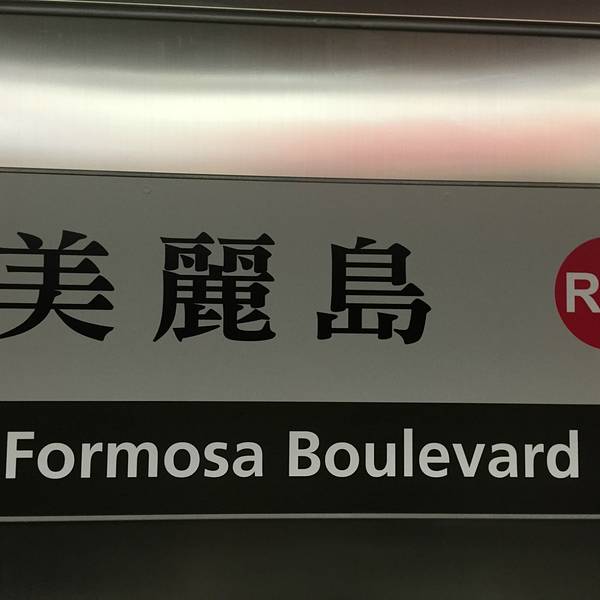 美麗島 R
Formosa Boulevard